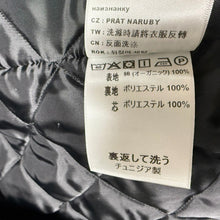 наизнанку
CZ : PRÁT NARUBY
TW : 洗滌時請將衣服反轉
CN : 反面洗涤
表地 綿 (オーガニック) 100%
裏地 ポリエステル 100%
芯 ポリエステル 100%
裏返して洗う
チュニジア製